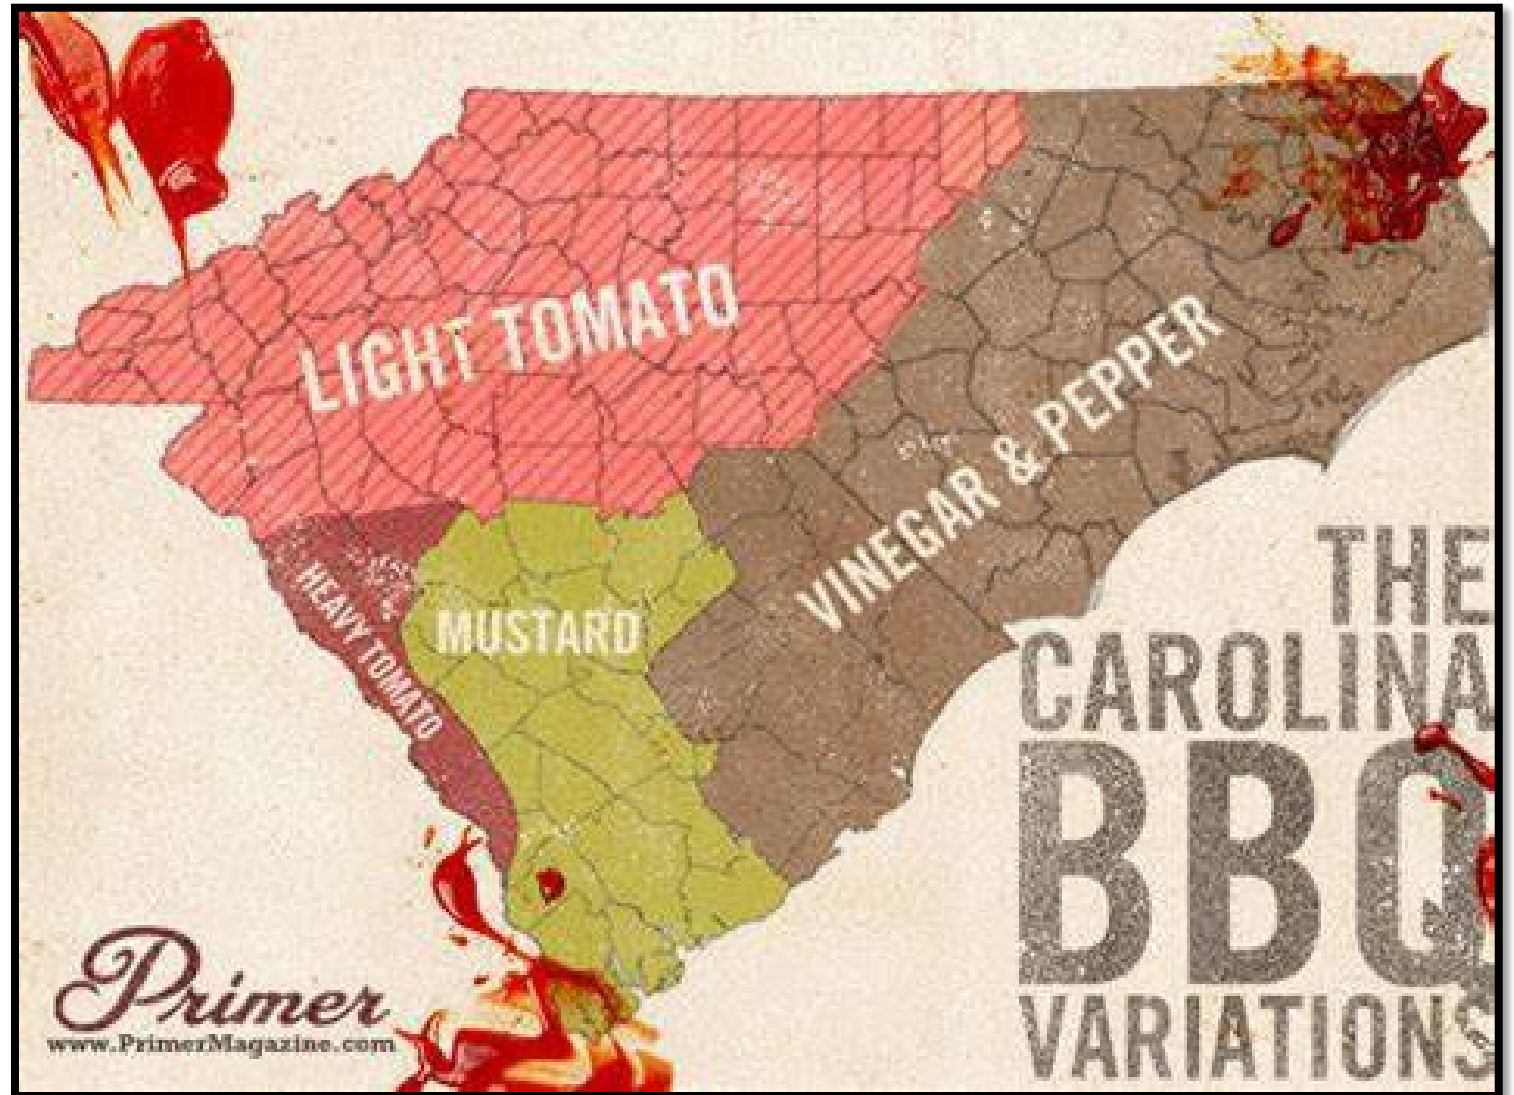 LIGHT TOMATO
VINEGAR & PEPPER
HEAVY TOMATO
MUSTARD
THE
CAROLINA
BBQ
VARIATIONS
Primer
www.PrimerMagazine.com